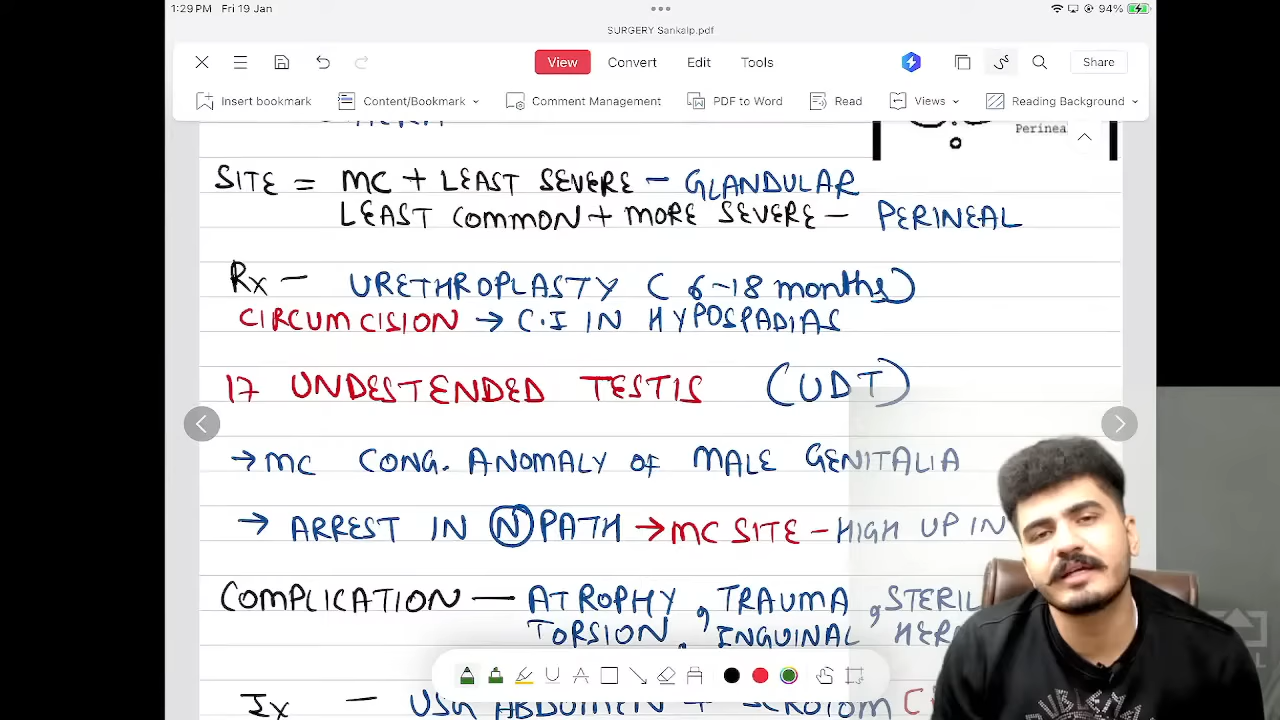 1:29 PM Fri 19 Jan
94%
SURGERY Sankalp.pdf
View Convert Edit Tools Share
Insert bookmark Content/Bookmark Comment Management PDF to Word Read Views Reading Background
Perinea
SITE = MC + LEAST SEVERE - GLANDULAR
LEAST COMMON + MORE SEVERE - PERINEAL
Rx - URETHROPLASTY ( 6-18 months)
CIRCUMCISION → C.I IN HYPOSPADIAS
17 UNDESTENDED TESTIS (UDT)
→ MC CONG. ANOMALY OF MALE GENITALIA
→ ARREST IN N PATH → MC SITE - HIGH UP IN
COMPLICATION - ATROPHY, TRAUMA, STERIL
TORSION, INGUINAL HER
Ix - USG ABDOMEN + SCROTOM